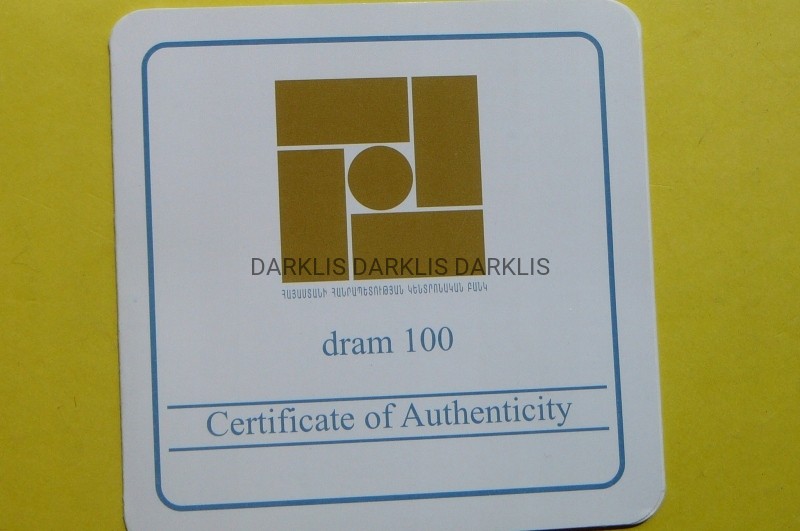 DARKLIS DARKLIS DARKLIS
ՀԱՅԱՍՏԱՆԻ ՀԱՆՐԱՊԵՏՈՒԹՅԱՆ ԿԵՆՏՐՈՆԱԿԱՆ ԲԱՆԿ
dram 100
Certificate of Authenticity